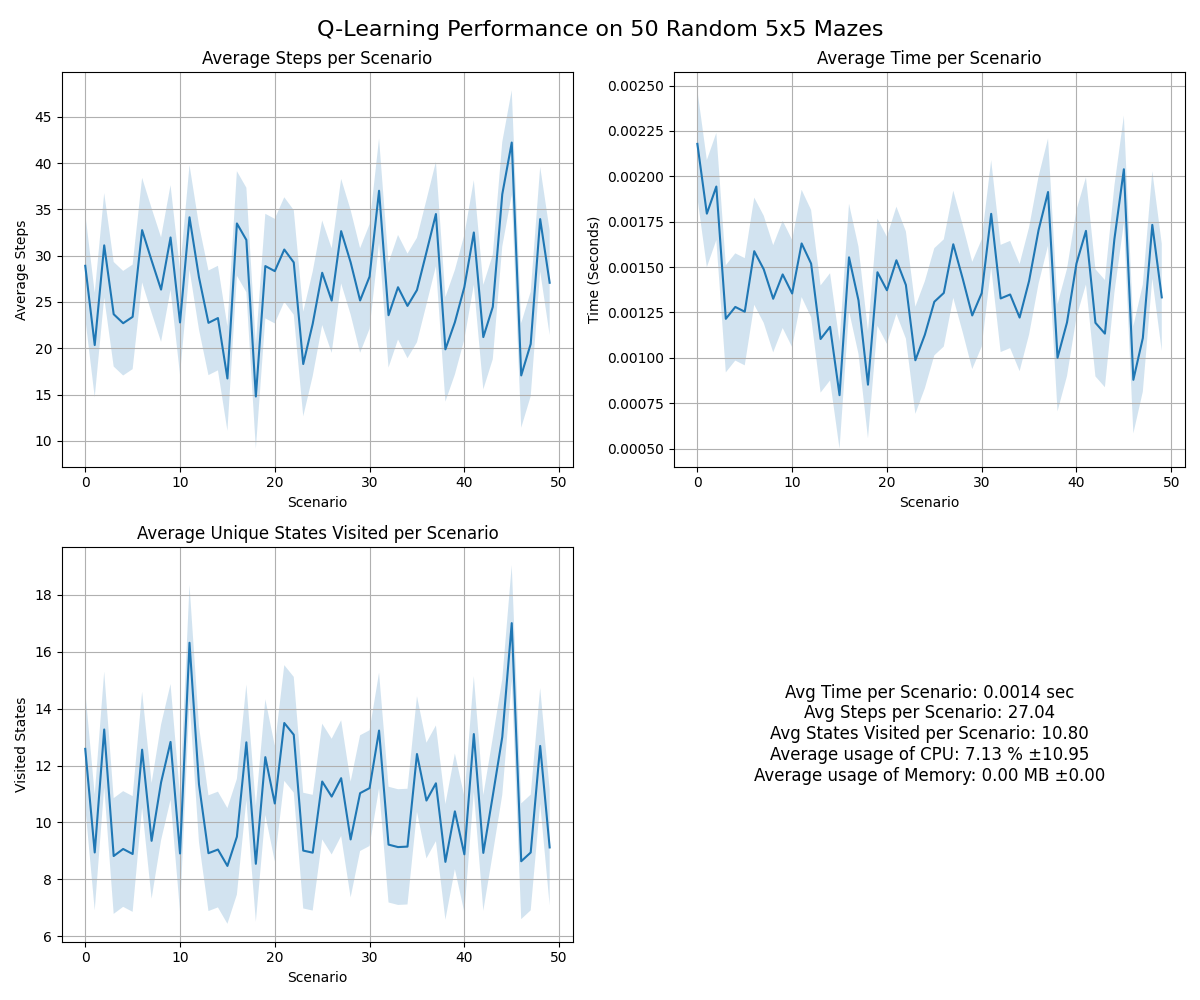 Q-Learning Performance on 50 Random 5x5 Mazes
Average Steps per Scenario
45
40
35
30
25
20
15
10
Average Steps
0 10 20 30 40 50
Scenario
Average Time per Scenario
0.00250
0.00225
0.00200
0.00175
0.00150
0.00125
0.00100
0.00075
0.00050
Time (Seconds)
0 10 20 30 40 50
Scenario
Average Unique States Visited per Scenario
18
16
14
12
10
8
6
Visited States
0 10 20 30 40 50
Scenario
Avg Time per Scenario: 0.0014 sec
Avg Steps per Scenario: 27.04
Avg States Visited per Scenario: 10.80
Average usage of CPU: 7.13 % ±10.95
Average usage of Memory: 0.00 MB ±0.00